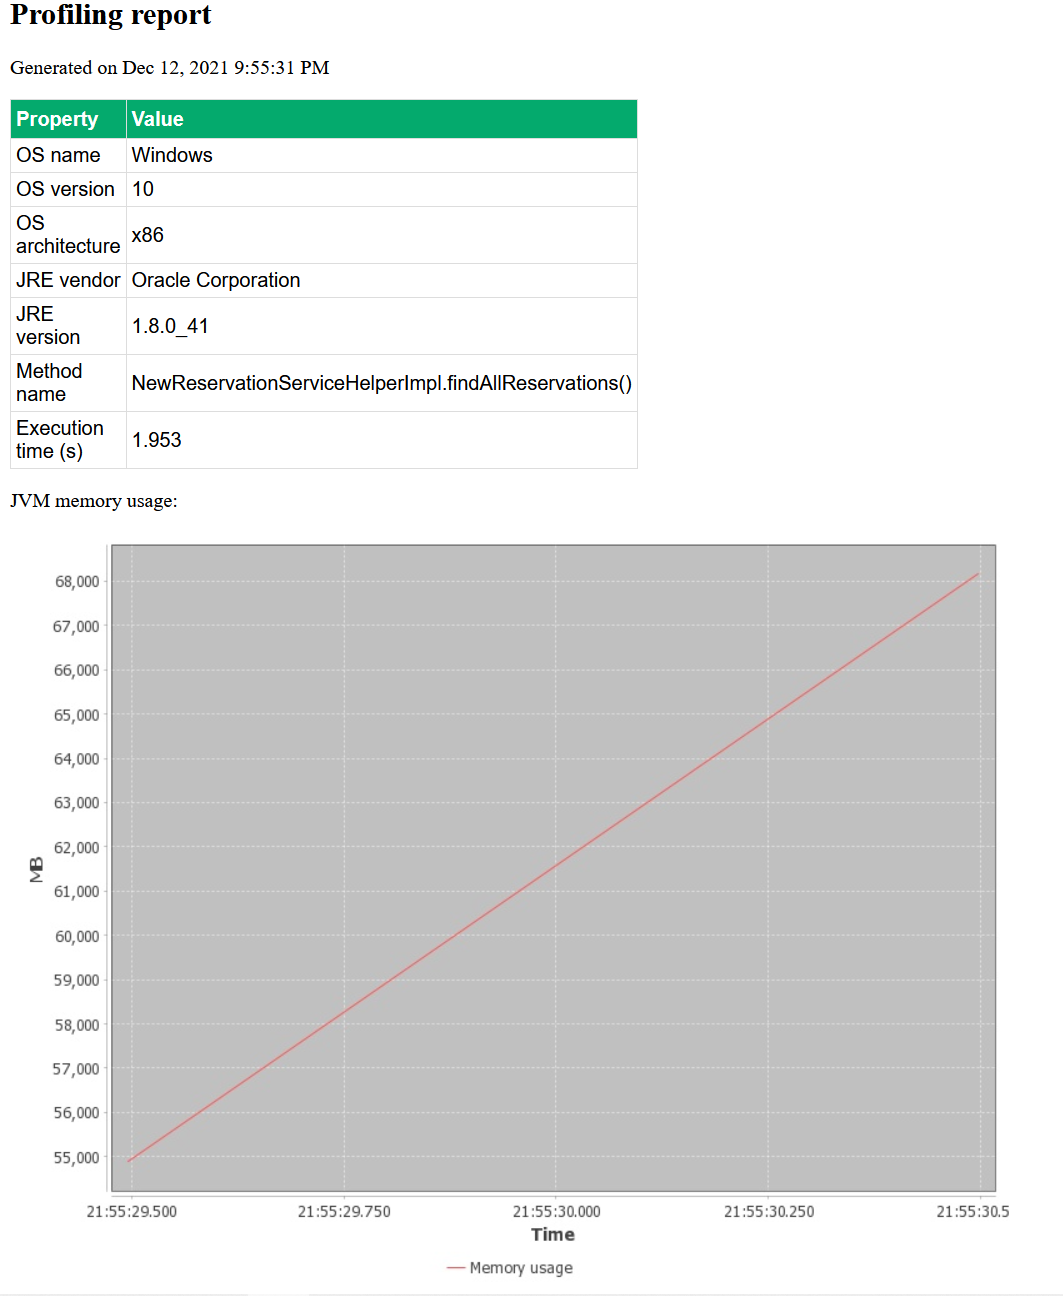 Profiling report
Generated on Dec 12, 2021 9:55:31 PM
Property Value
OS name Windows
OS version 10
OS
architecture x86
JRE vendor Oracle Corporation
JRE
version 1.8.0_41
Method
name NewReservationServiceHelperImpl.findAllReservations()
Execution
time (s) 1.953
JVM memory usage:
68,000
67,000
66,000
65,000
64,000
63,000
62,000
MB
61,000
60,000
59,000
58,000
57,000
56,000
55,000
21:55:29.500 21:55:29.750 21:55:30.000 21:55:30.250 21:55:30.5
Time
Memory usage